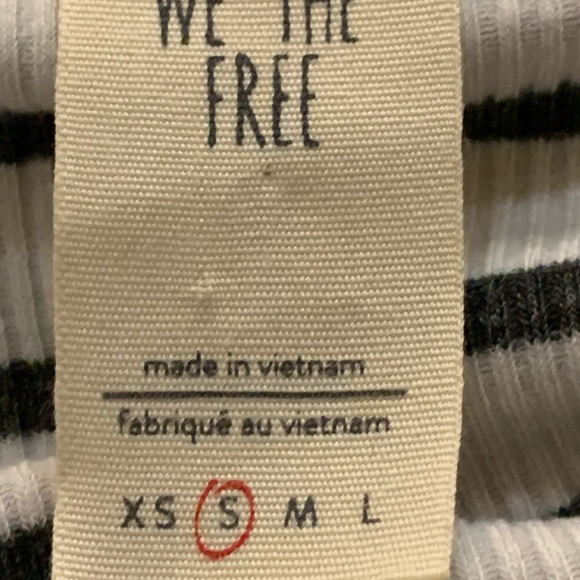 WE THE
FREE
made in vietnam
fabriqué au vietnam
XS S M L